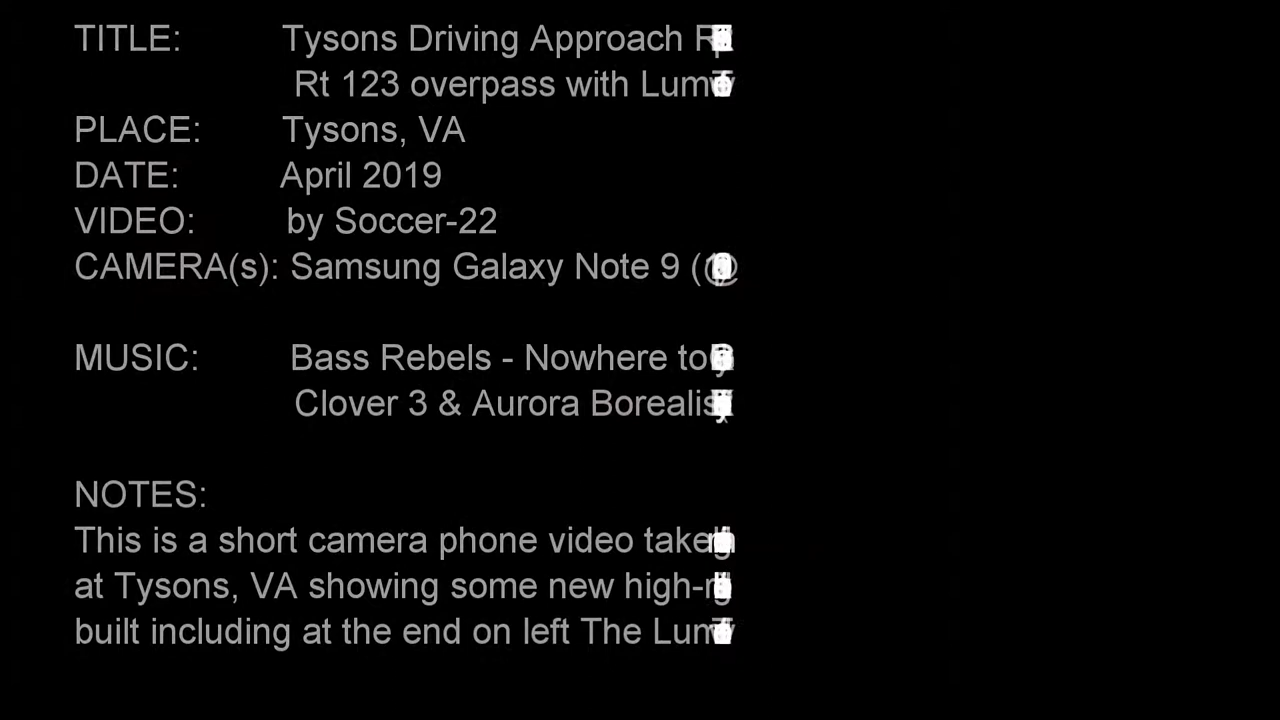 TITLE: Tysons Driving Approach
Rt 123 overpass with
PLACE: Tysons, VA
DATE: April 2019
VIDEO: by Soccer-22
CAMERA(s): Samsung Galaxy Note 9
MUSIC: Bass Rebels - Nowhere to
Clover 3 & Aurora Borealis
NOTES:
This is a short camera phone video
at Tysons, VA showing some new
built including at the end on left The